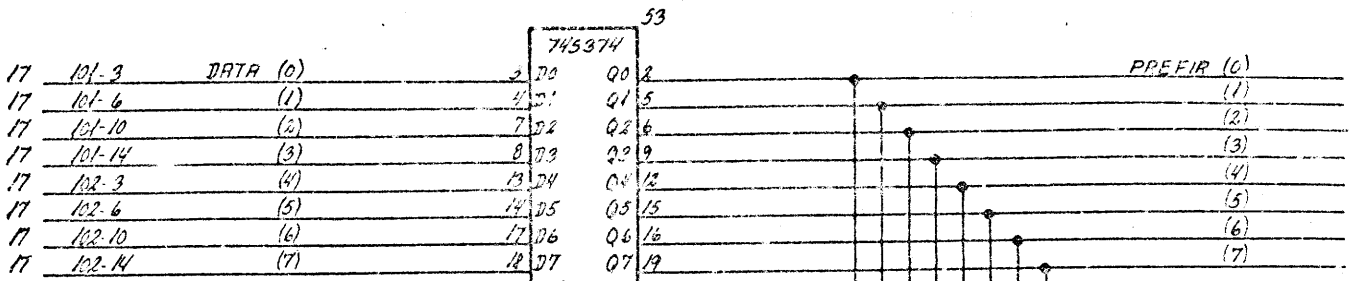 53
74S374
17 101-3 DATA (0) 3 D0 Q0 2 PREFIR (0)
17 101-6 (1) 4 D1 Q1 5 (1)
17 101-10 (2) 7 D2 Q2 6 (2)
17 101-14 (3) 8 D3 Q3 9 (3)
17 102-3 (4) 13 D4 Q4 12 (4)
17 102-6 (5) 14 D5 Q5 15 (5)
17 102-10 (6) 17 D6 Q6 16 (6)
17 102-14 (7) 18 D7 Q7 19 (7)